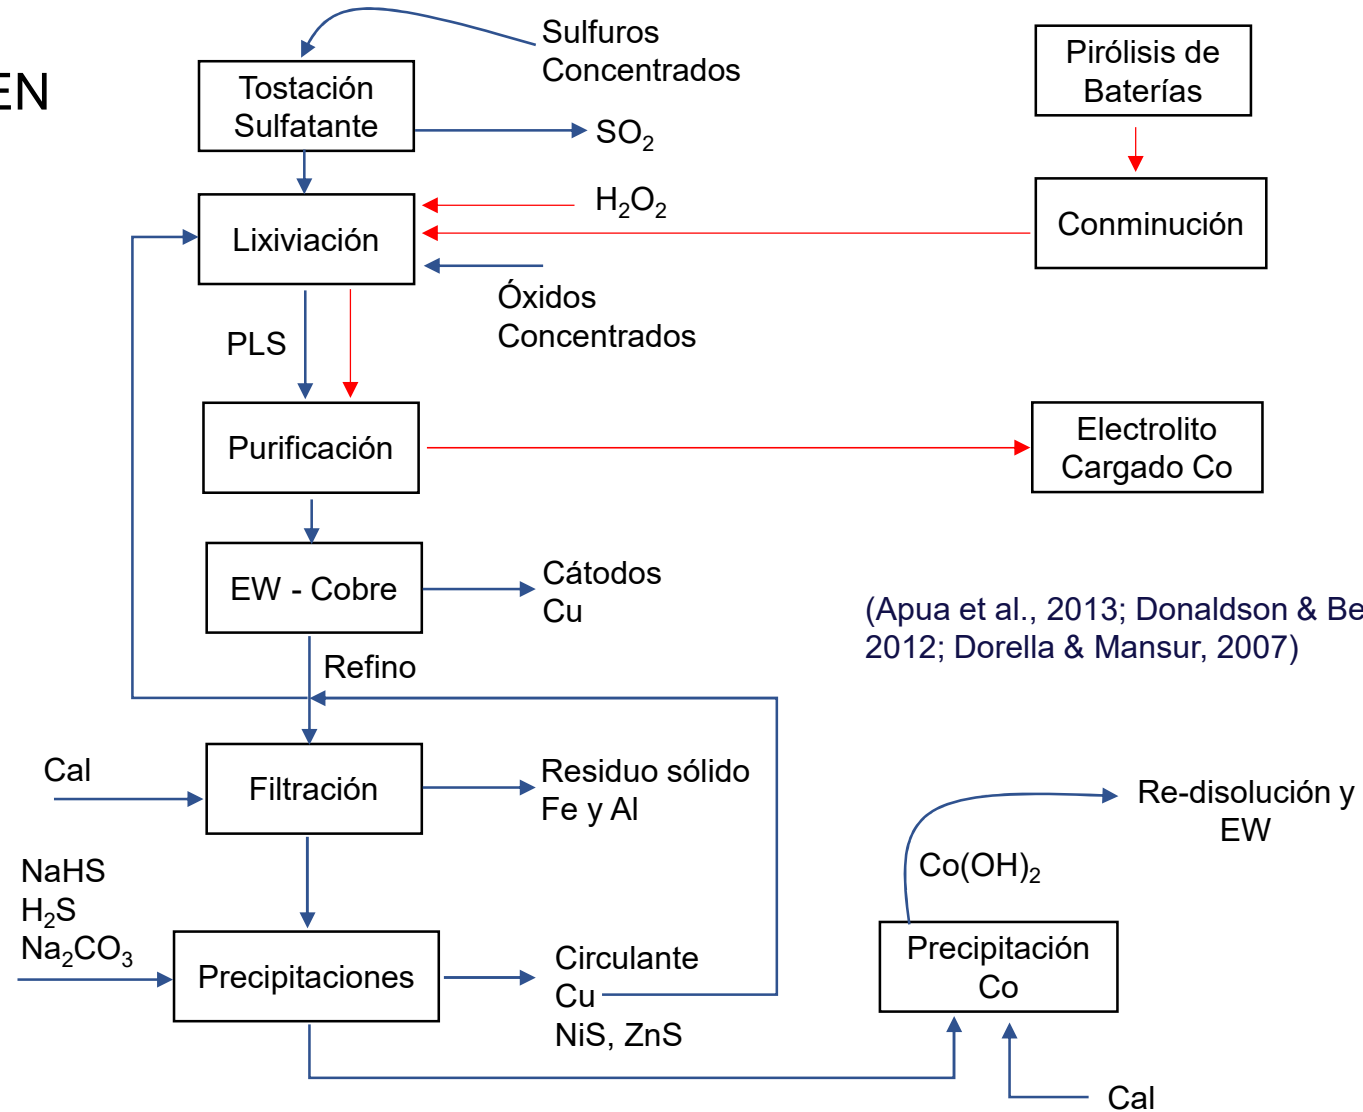 Sulfuros
Concentrados
Pirólisis de
Baterías
Tostación
Sulfatante
SO₂
H₂O₂
Lixiviación
Conminución
Óxidos
Concentrados
PLS
Purificación
Electrolito
Cargado Co
EW - Cobre
Cátodos
Cu
(Apua et al., 2013; Donaldson &
2012; Dorella & Mansur, 2007)
Refino
Cal
Filtración
Residuo sólido
Fe y Al
Re-disolución y
EW
NaHS
H₂S
Na₂CO₃
Co(OH)₂
Precipitaciones
Circulante
Cu
NiS, ZnS
Precipitación
Co
Cal